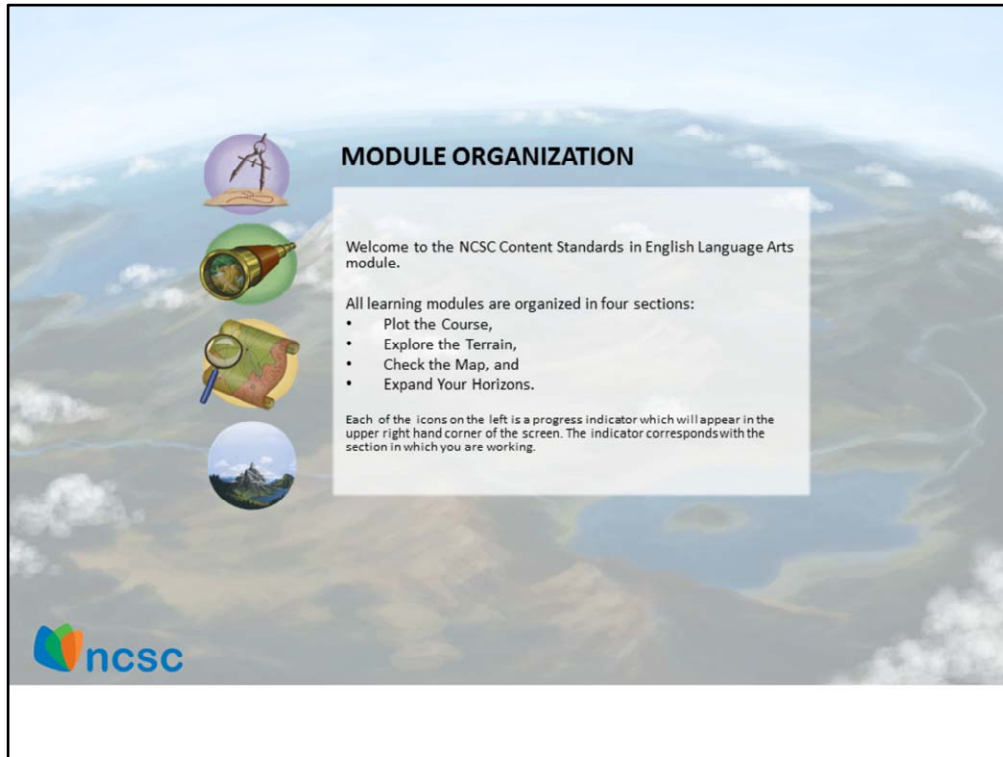 MODULE ORGANIZATION
Welcome to the NCSC Content Standards in English Language Arts
module.
All learning modules are organized in four sections:
• Plot the Course,
• Explore the Terrain,
• Check the Map, and
• Expand Your Horizons.
Each of the icons on the left is a progress indicator which will appear in the
upper right hand corner of the screen. The indicator corresponds with the
section in which you are working.
ncsc